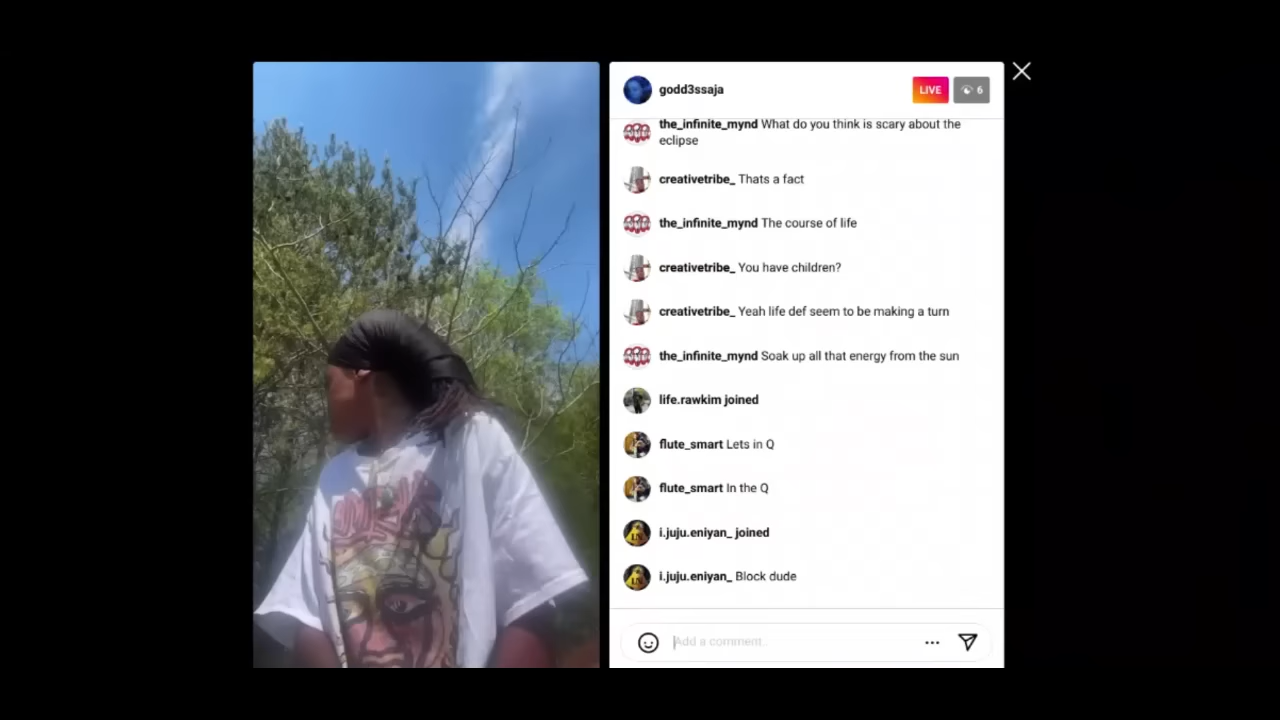 godd3ssaja
LIVE
6
the_infinite_mynd What do you think is scary about the
eclipse
creativetribe_ Thats a fact
the_infinite_mynd The course of life
creativetribe_ You have children?
creativetribe_ Yeah life def seem to be making a turn
the_infinite_mynd Soak up all that energy from the sun
life.rawkim joined
flute_smart Lets in Q
flute_smart In the Q
i.juju.eniyan_ joined
i.juju.eniyan_ Block dude
Add a comment..